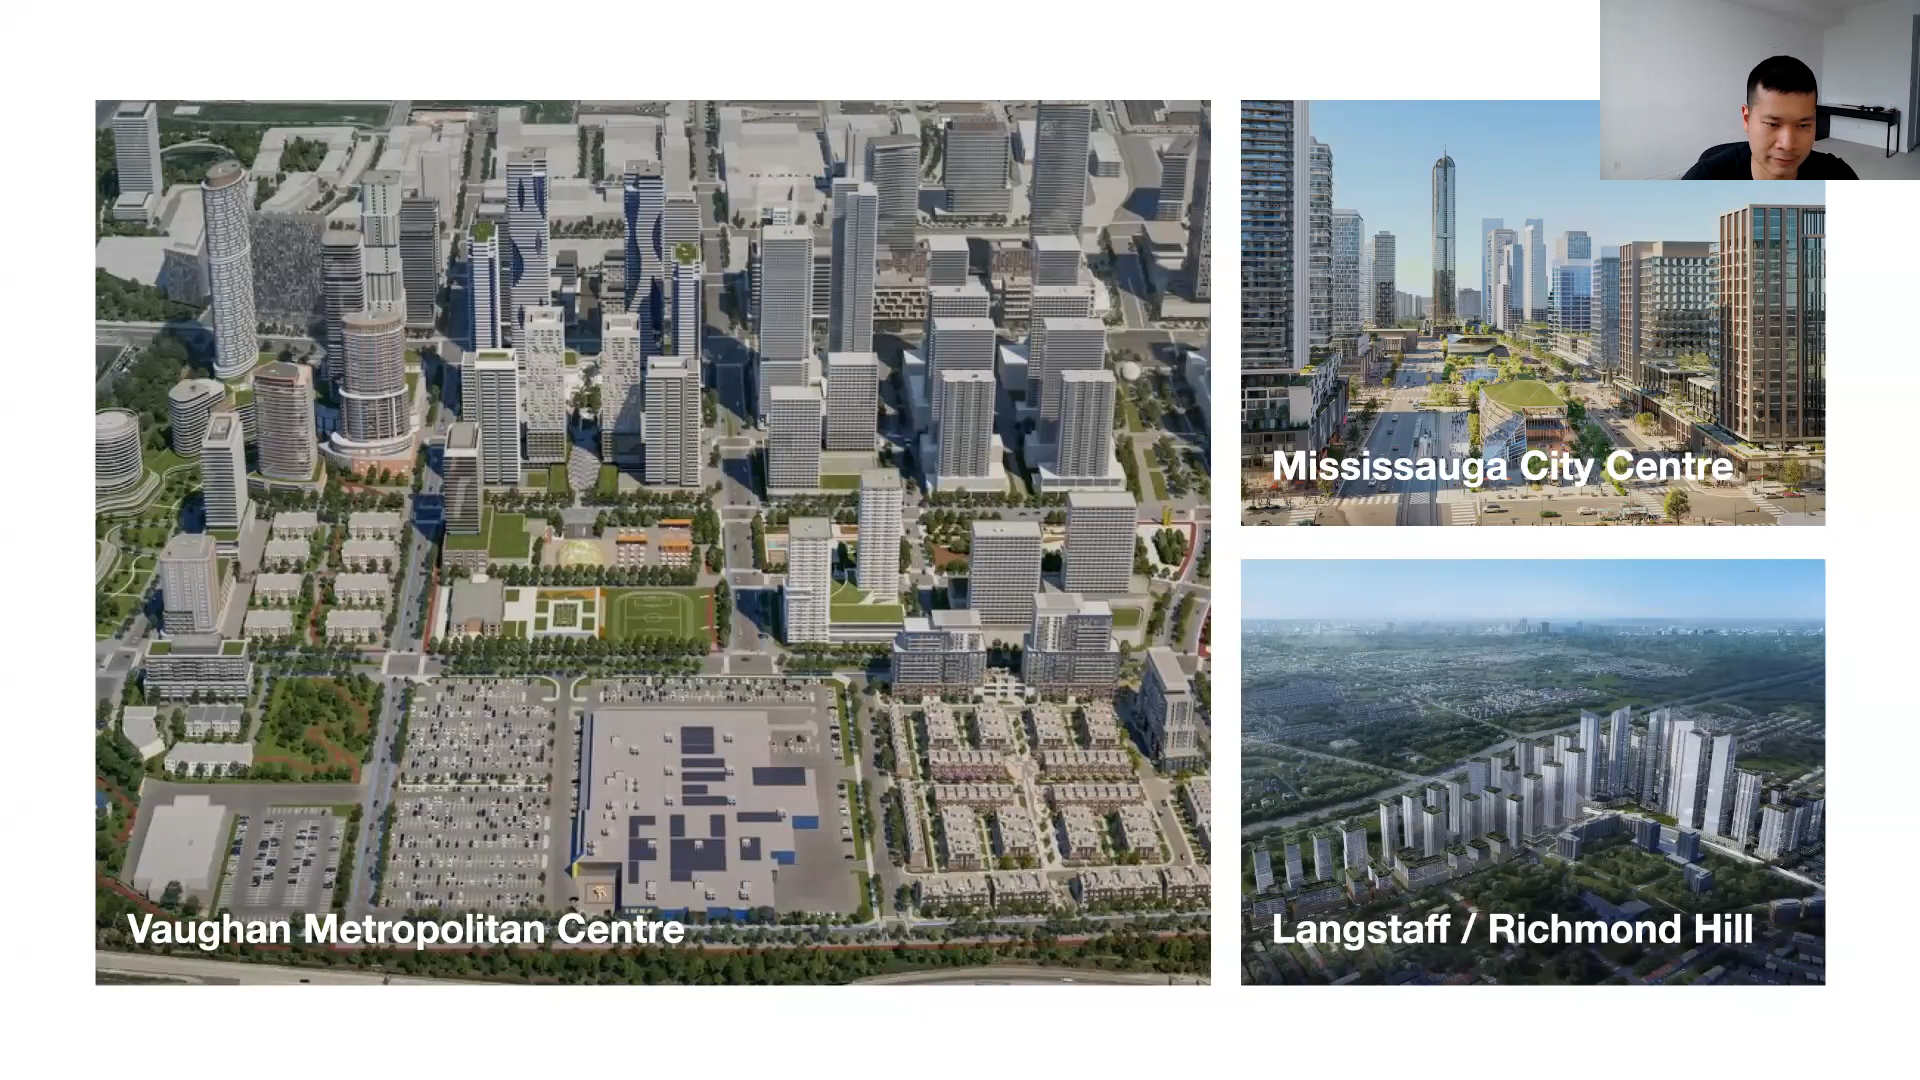 Mississauga City Centre
Vaughan Metropolitan Centre
Langstaff / Richmond Hill